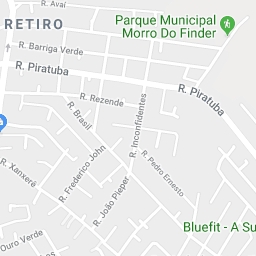 R. Avaí
Parque Municipal
Morro Do Finder
RETIRO
R. Barriga Verde
R. Piratuba
R. Piratuba
R. Rezende
R. Brasil
R. Inconfidentes
R. Frederico John
R. Pedro Ernesto
R. Xanxerê
R. João Pieper
Bluefit - A Su
Ouro Verde